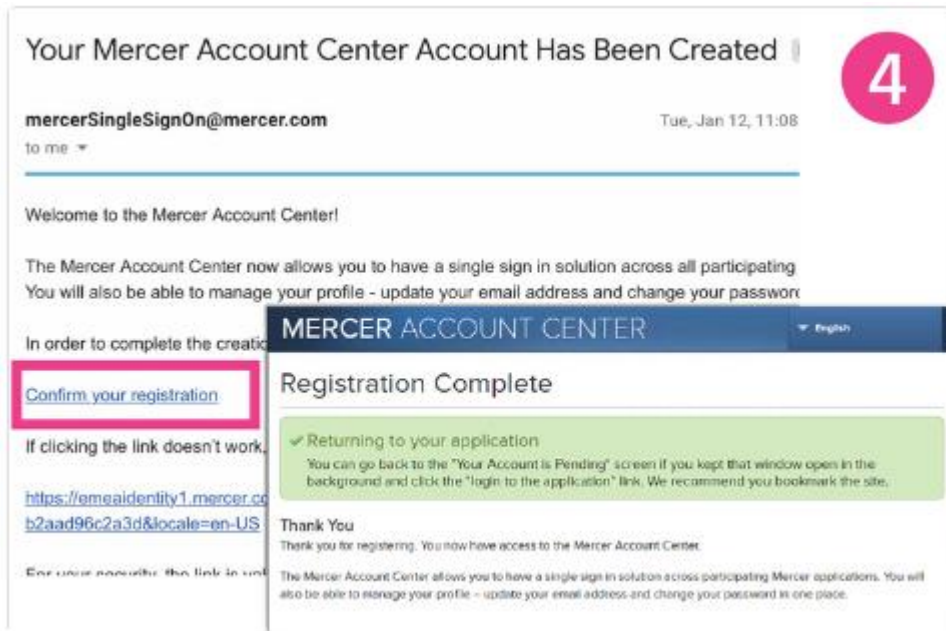 Your Mercer Account Center Account Has Been Created
4
mercerSingleSignOn@mercer.com
Tue, Jan 12, 11:08
to me
Welcome to the Mercer Account Center!
The Mercer Account Center now allows you to have a single sign in solution across all participating
You will also be able to manage your profile - update your email address and change your password
In order to complete the creatio
Confirm your registration
If clicking the link doesn't work,
https://emeaidentity1.mercer.co
b2aad96c2a3d&locale=en-US
For your security, the link is
MERCER ACCOUNT CENTER
English
Registration Complete
Returning to your application
You can go back to the "Your Account is Pending" screen if you kept that window open in the
background and click the "login to the application" link. We recommend you bookmark the site.
Thank You
Thank you for registering. You now have access to the Mercer Account Center.
The Mercer Account Center allows you to have a single sign in solution across participating Mercer applications. You will
also be able to manage your profile – update your email address and change your password in one place.